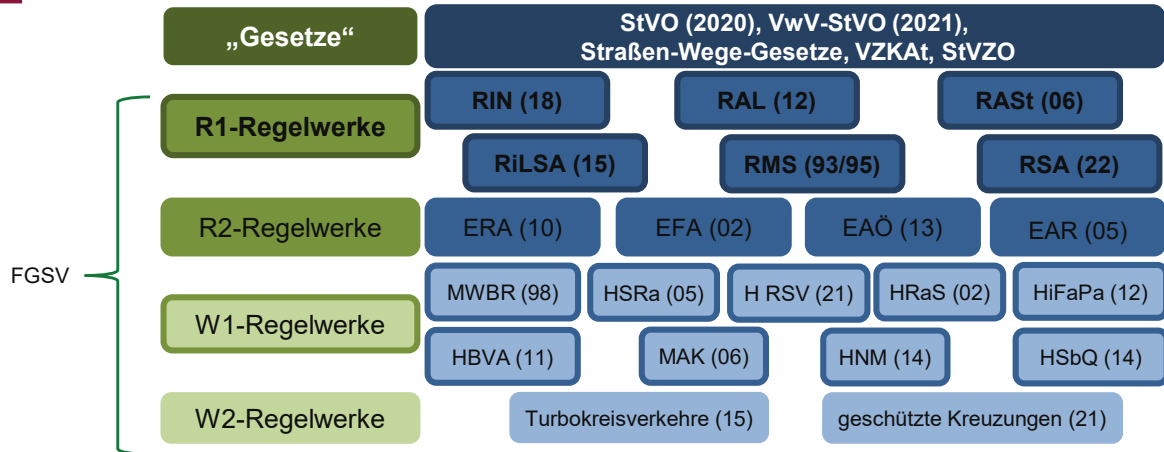 „Gesetze“
StVO (2020), VwV-StVO (2021),
Straßen-Wege-Gesetze, VZKAt, StVZO
FGSV
R1-Regelwerke
RIN (18) RAL (12) RASt (06)
RiLSA (15) RMS (93/95) RSA (22)
R2-Regelwerke
ERA (10) EFA (02) EAÖ (13) EAR (05)
W1-Regelwerke
MWBR (98) HSRa (05) H RSV (21) HRaS (02) HiFaPa (12)
HBVA (11) MAK (06) HNM (14) HSbQ (14)
W2-Regelwerke
Turbokreisverkehre (15) geschützte Kreuzungen (21)